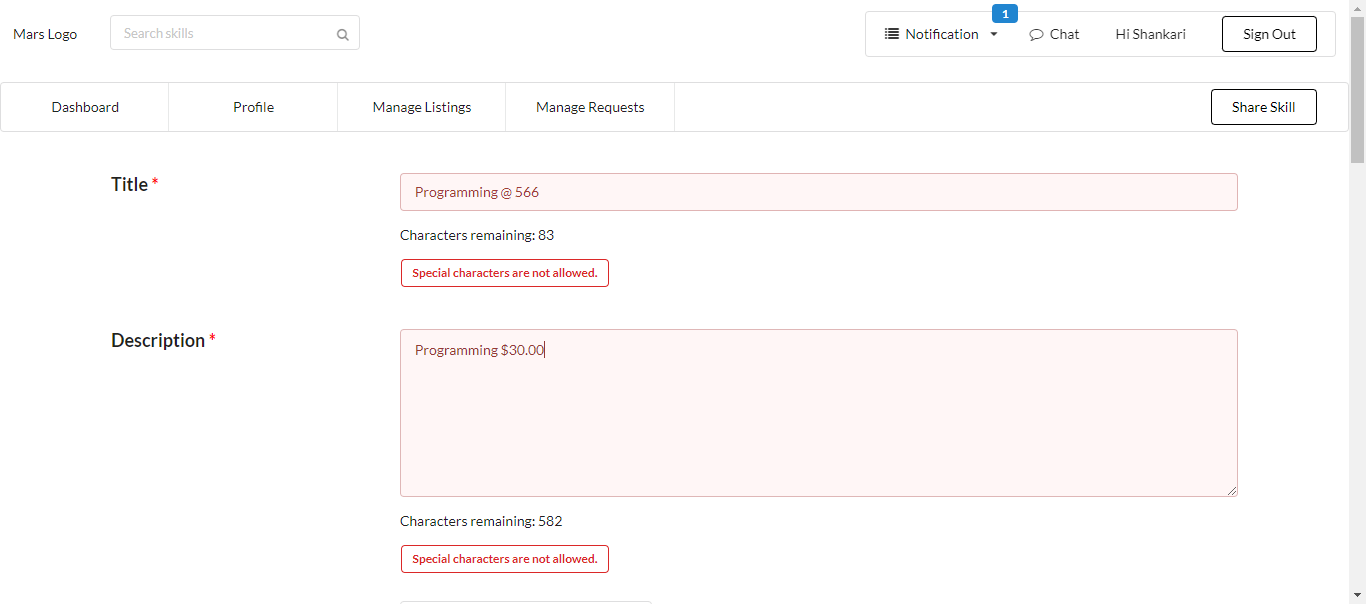 1
Mars Logo
Search skills
Notification
Chat
Hi Shankari
Sign Out
Dashboard
Profile
Manage Listings
Manage Requests
Share Skill
Title *
Programming @ 566
Characters remaining: 83
Special characters are not allowed.
Description *
Programming $30.00
Characters remaining: 582
Special characters are not allowed.